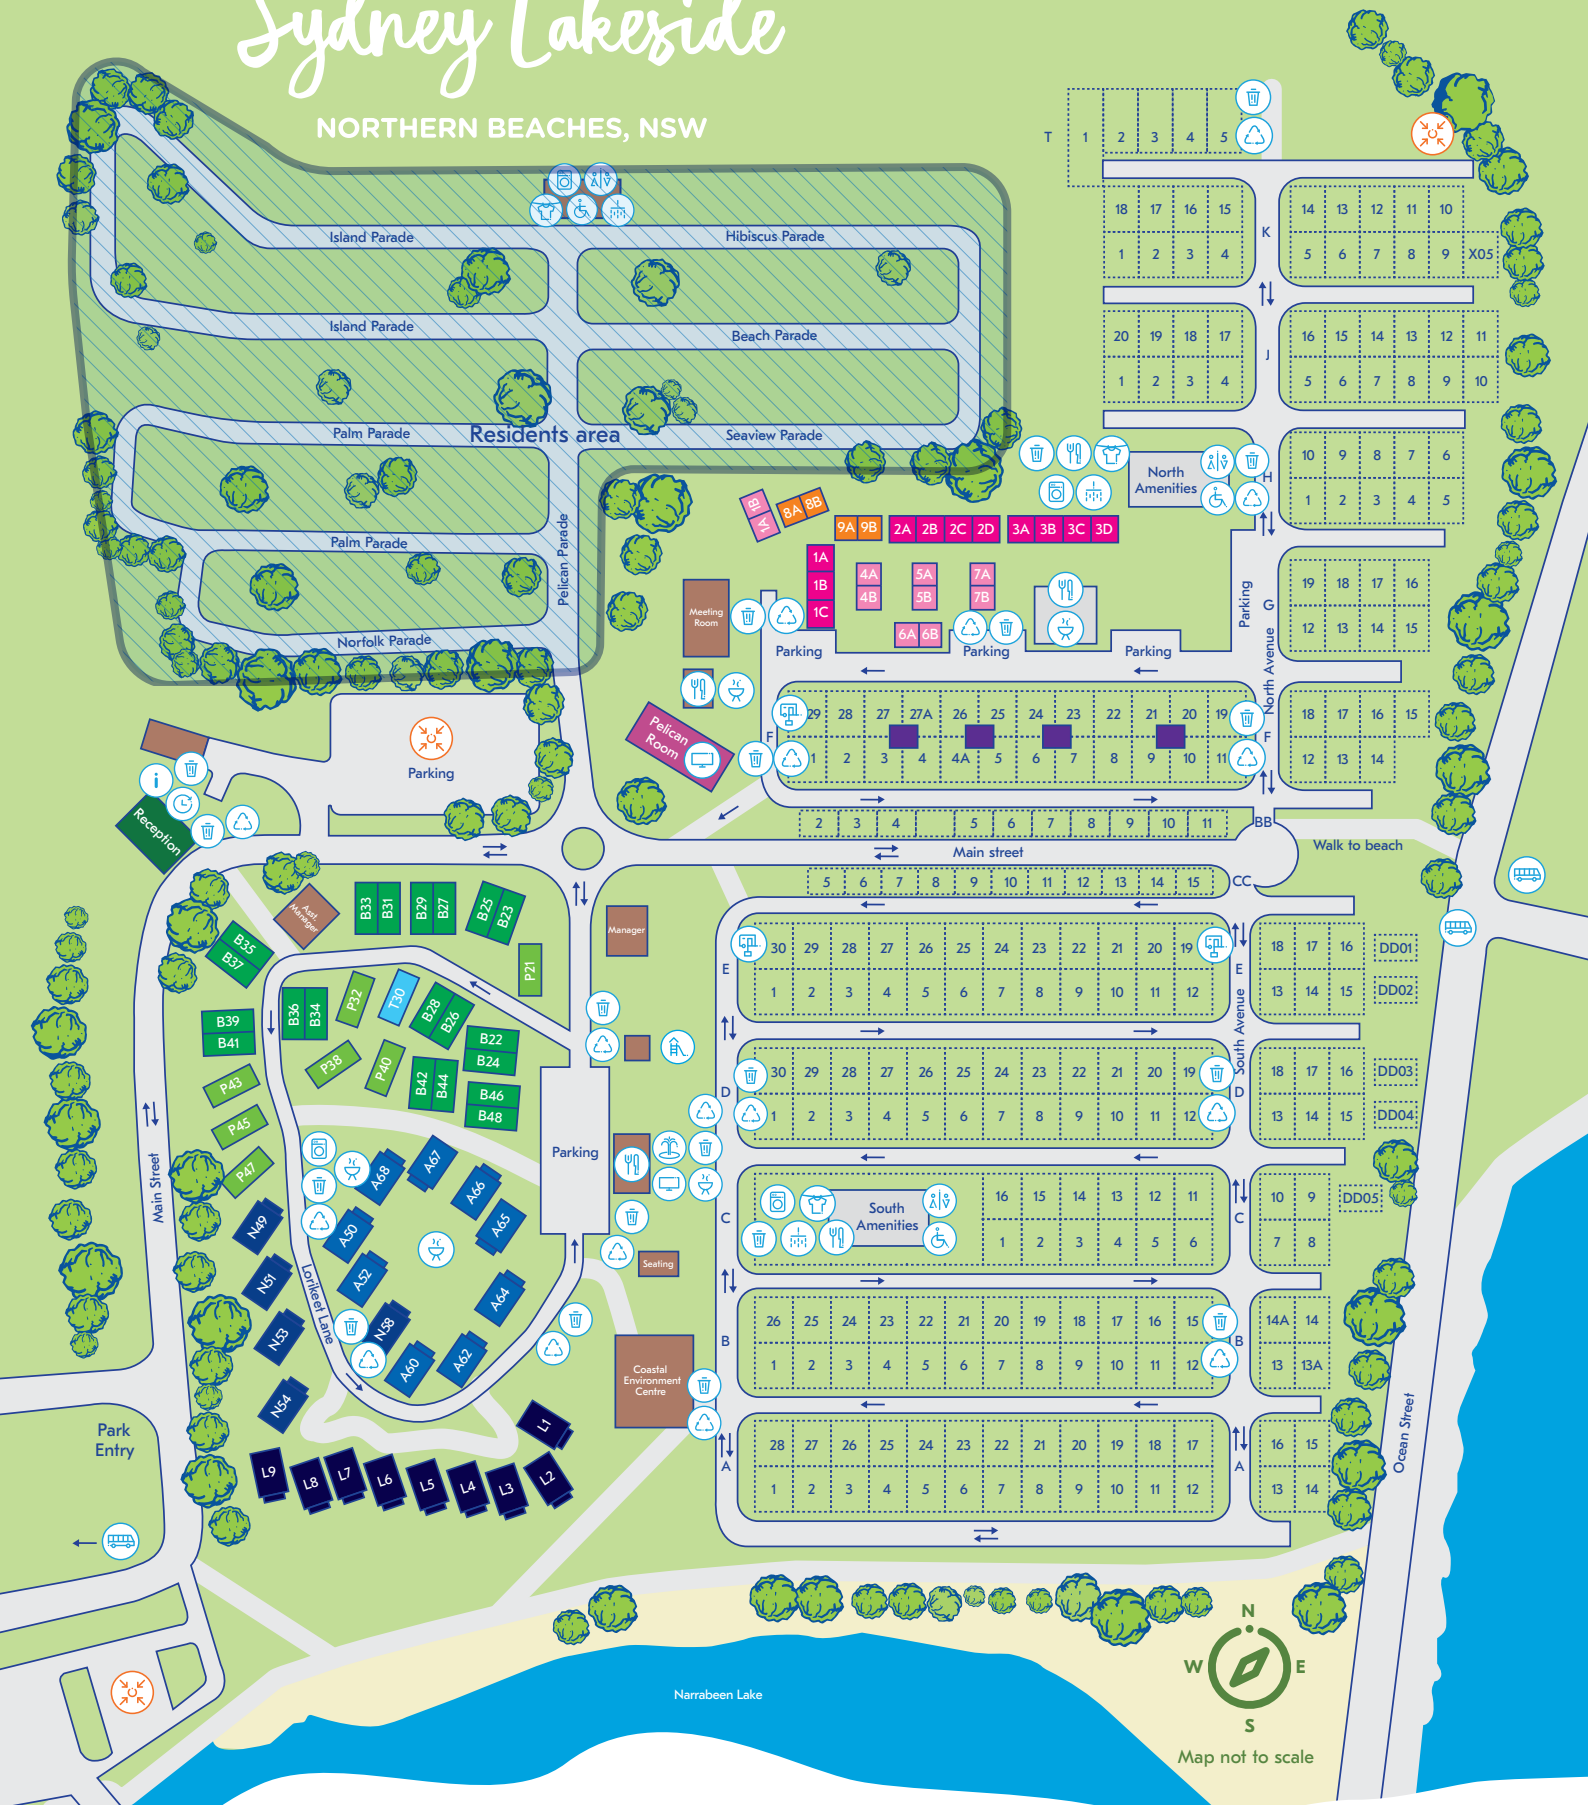 Sydney Lakeside
NORTHERN BEACHES, NSW
T 1 2 3 4 5
18 17 16 15 14 13 12 11 10
K
1 2 3 4 5 6 7 8 9 X05
Island Parade
Hibiscus Parade
Island Parade
Beach Parade
20 19 18 17 16 15 14 13 12 11
J
1 2 3 4 5 6 7 8 9 10
Palm Parade
Residents area
Seaview Parade
10 9 8 7 6
North
Amenities
H
1 2 3 4 5
Palm Parade
Pelican Parade
Norfolk Parade
1A 1B
8A 8B
9A 9B
2A 2B 2C 2D
3A 3B 3C 3D
1A
1B
1C
4A
4B
5A
5B
7A
7B
6A 6B
Meeting
Room
Parking
Parking
Parking
Parking
North Avenue
19 18 17 16
G
12 13 14 15
Pelican
Room
29 28 27 27A 26 25 24 23 22 21 20 19
F
1 2 3 4 4A 5 6 7 8 9 10 11
18 17 16 15
F
12 13 14
Parking
i
Reception
2 3 4 5 6 7 8 9 10 11
BB
Main street
Walk to beach
5 6 7 8 9 10 11 12 13 14 15
CC
Asst.
Manager
B33 B31
B29 B27
B25 B23
Manager
B35
B37
P21
B36 B34
P32
T30
B28
B26
B39
B41
B22
B24
P38
P40
B42 B44
B46
B48
P43
P45
P47
30 29 28 27 26 25 24 23 22 21 20 19
E
1 2 3 4 5 6 7 8 9 10 11 12
18 17 16 DD01
E
13 14 15 DD02
South Avenue
30 29 28 27 26 25 24 23 22 21 20 19
D
1 2 3 4 5 6 7 8 9 10 11 12
18 17 16 DD03
D
13 14 15 DD04
Main Street
Parking
A68
A67
A66
A65
A50
A52
A64
N58
A60
A62
N49
N51
N53
N54
Lorikeet Lane
South
Amenities
16 15 14 13 12 11
C
1 2 3 4 5 6
10 9 DD05
C
7 8
Seating
26 25 24 23 22 21 20 19 18 17 16 15
B
1 2 3 4 5 6 7 8 9 10 11 12
14A 14
B
13 13A
Coastal
Environment
Centre
Park
Entry
L1
L9 L8 L7 L6 L5 L4 L3 L2
28 27 26 25 24 23 22 21 20 19 18 17
A
1 2 3 4 5 6 7 8 9 10 11 12
16 15
A
13 14
Ocean Street
Narrabeen Lake
N
W E
S
Map not to scale